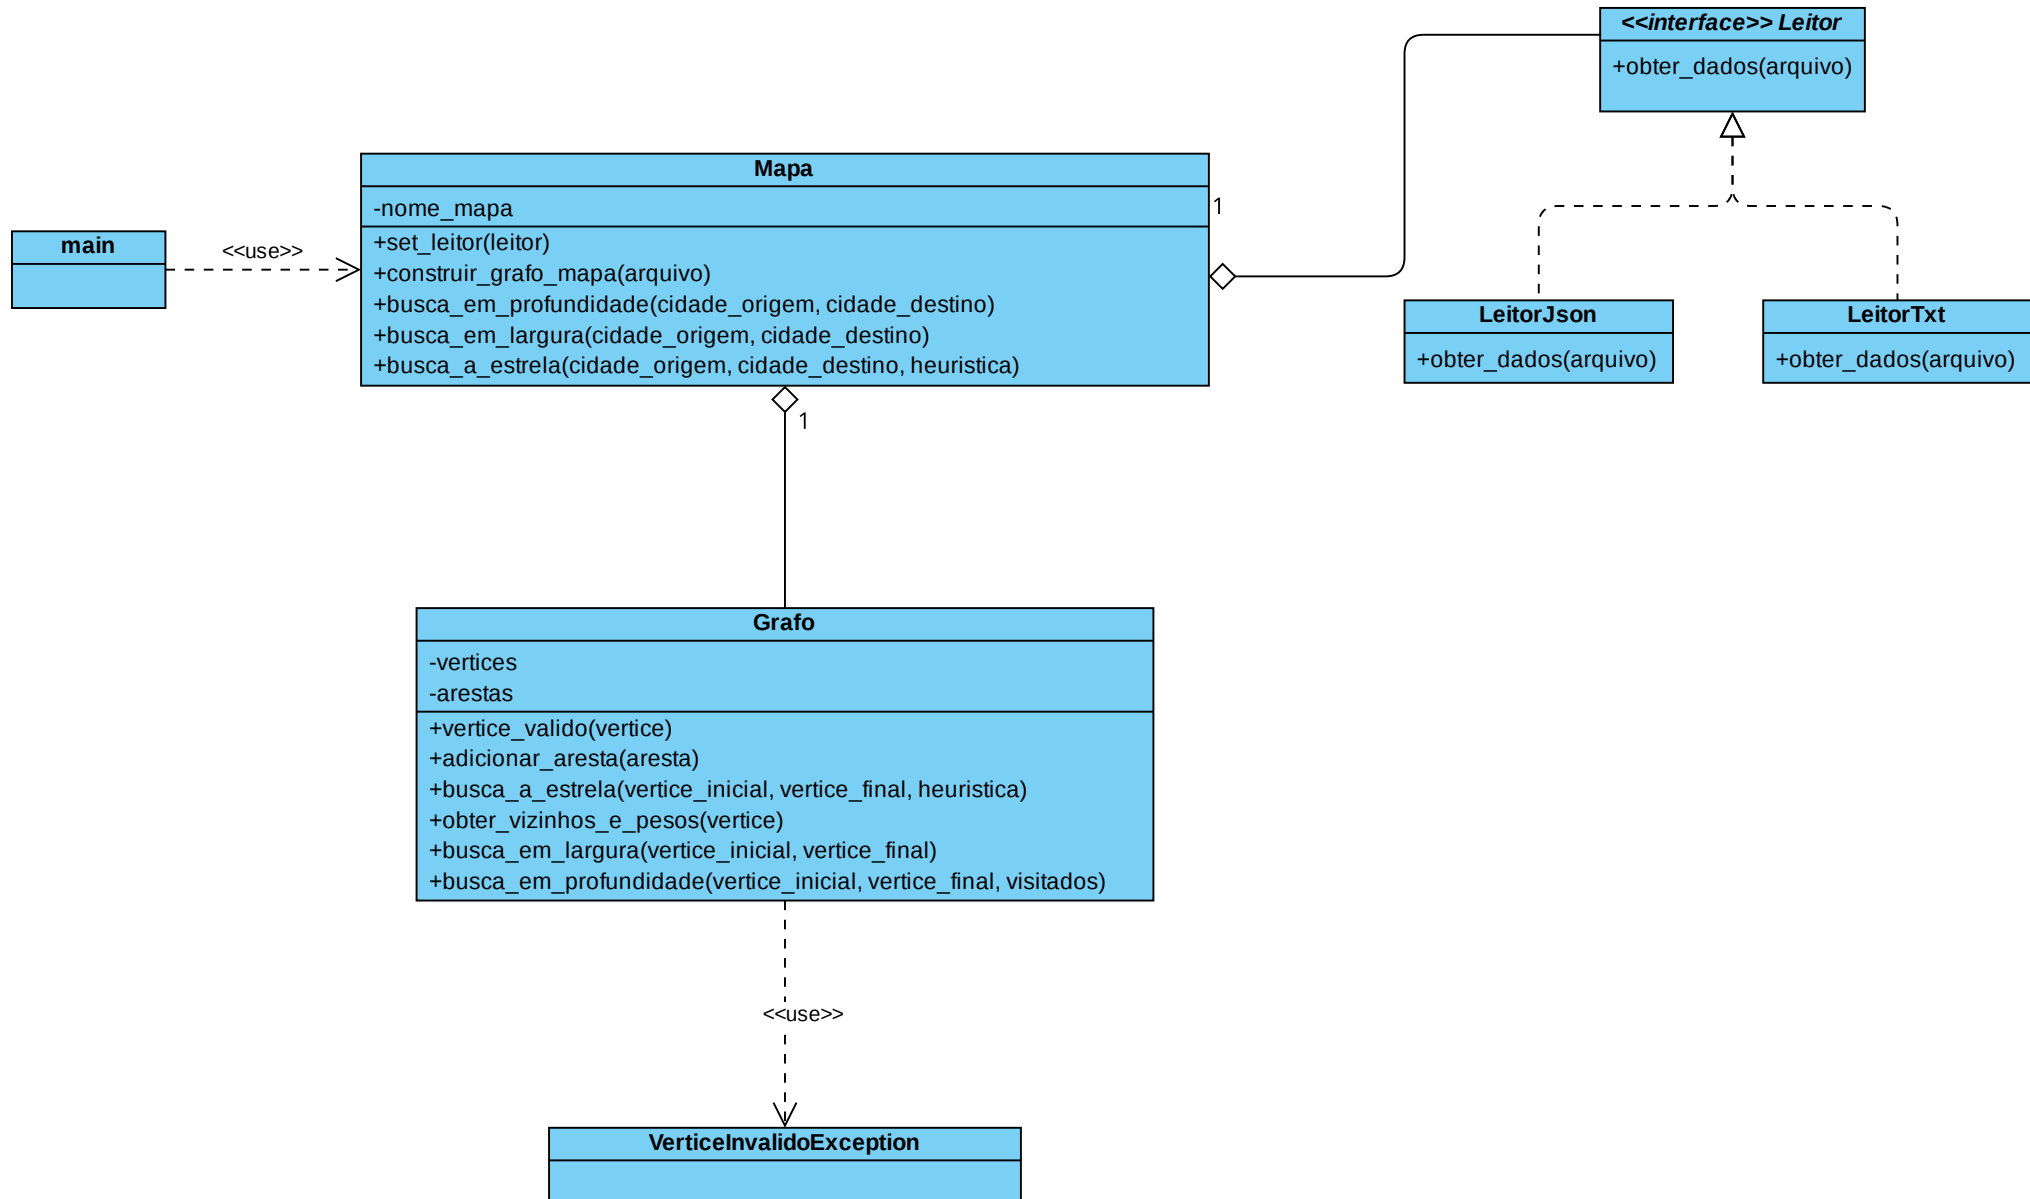 <<interface>> Leitor
+obter_dados(arquivo)
Mapa
-nome_mapa
+set_leitor(leitor)
+construir_grafo_mapa(arquivo)
+busca_em_profundidade(cidade_origem, cidade_destino)
+busca_em_largura(cidade_origem, cidade_destino)
+busca_a_estrela(cidade_origem, cidade_destino, heuristica)
1
1
main
<<use>>
LeitorJson
+obter_dados(arquivo)
LeitorTxt
+obter_dados(arquivo)
Grafo
-vertices
-arestas
+vertice_valido(vertice)
+adicionar_aresta(aresta)
+busca_a_estrela(vertice_inicial, vertice_final, heuristica)
+obter_vizinhos_e_pesos(vertice)
+busca_em_largura(vertice_inicial, vertice_final)
+busca_em_profundidade(vertice_inicial, vertice_final, visitados)
<<use>>
VerticeInvalidoException